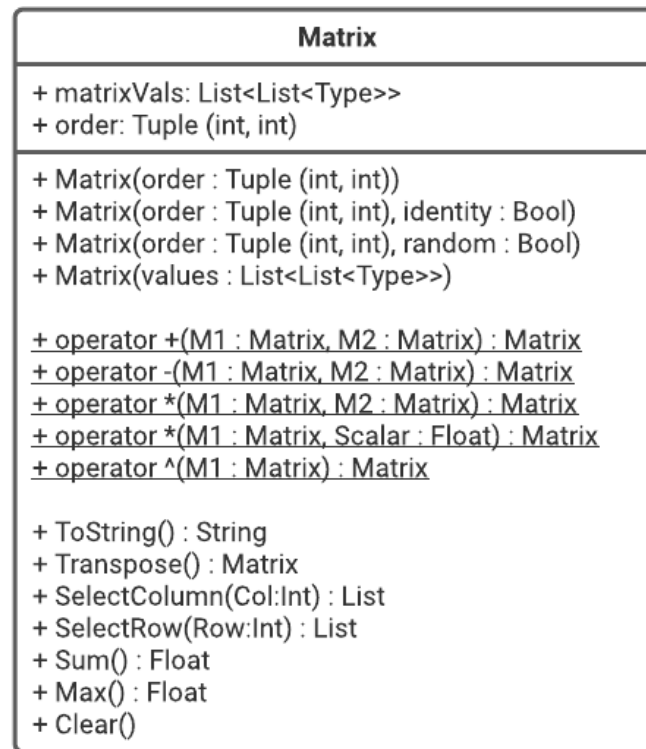 Matrix
+ matrixVals: List<List<Type>>
+ order: Tuple (int, int)
+ Matrix(order : Tuple (int, int))
+ Matrix(order : Tuple (int, int), identity : Bool)
+ Matrix(order : Tuple (int, int), random : Bool)
+ Matrix(values : List<List<Type>>)
+ operator +(M1 : Matrix, M2 : Matrix) : Matrix
+ operator -(M1 : Matrix, M2 : Matrix) : Matrix
+ operator *(M1 : Matrix, M2 : Matrix) : Matrix
+ operator *(M1 : Matrix, Scalar : Float) : Matrix
+ operator ^(M1 : Matrix) : Matrix
+ ToString() : String
+ Transpose() : Matrix
+ SelectColumn(Col:Int) : List
+ SelectRow(Row:Int) : List
+ Sum() : Float
+ Max() : Float
+ Clear()